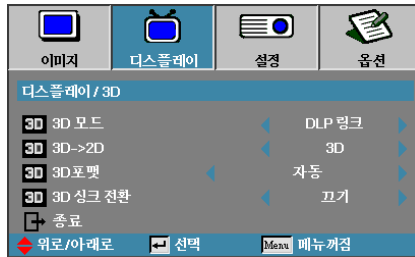 이미지 디스플레이 설정 옵션
디스플레이 / 3D
3D 3D 모드 DLP 링크
3D 3D->2D 3D
3D 3D포맷 자동
3D 3D 싱크 전환 끄기
종료
위로/아래로 선택 Menu 메뉴 꺼짐